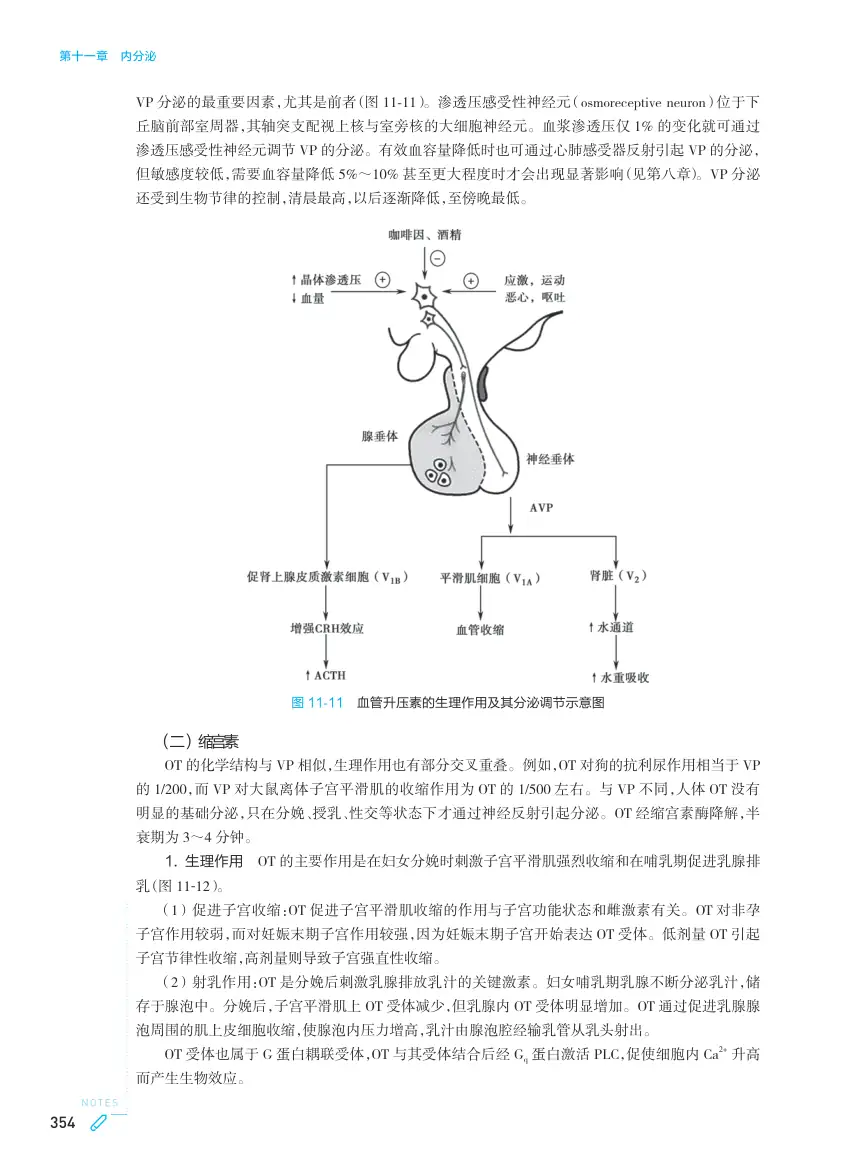 第十一章 内分泌
VP 分泌的最重要因素,尤其是前者(图 11-11)。渗透压感受性神经元(osmoreceptive neuron)位于下
丘脑前部室周器,其轴突支配视上核与室旁核的大细胞神经元。血浆渗透压仅 1% 的变化就可通过
渗透压感受性神经元调节 VP 的分泌。有效血容量降低时也可通过心肺感受器反射引起 VP 的分泌,
但敏感度较低,需要血容量降低 5%～10% 甚至更大程度时才会出现显著影响(见第八章)。VP 分泌
还受到生物节律的控制,清晨最高,以后逐渐降低,至傍晚最低。
咖啡因、酒精
−
↑晶体渗透压 +
↓血量
+ 应激，运动
恶心，呕吐
腺垂体
神经垂体
AVP
促肾上腺皮质激素细胞（V1B）
平滑肌细胞（V1A）
肾脏（V2）
增强CRH效应
血管收缩
↑水通道
↑ACTH
↑水重吸收
图 11-11 血管升压素的生理作用及其分泌调节示意图
（二）缩宫素
OT 的化学结构与 VP 相似,生理作用也有部分交叉重叠。例如,OT 对狗的抗利尿作用相当于 VP
的 1/200,而 VP 对大鼠离体子宫平滑肌的收缩作用为 OT 的 1/500 左右。与 VP 不同,人体 OT 没有
明显的基础分泌,只在分娩、授乳、性交等状态下才通过神经反射引起分泌。OT 经缩宫素酶降解,半
衰期为 3～4 分钟。
1. 生理作用 OT 的主要作用是在妇女分娩时刺激子宫平滑肌强烈收缩和在哺乳期促进乳腺排
乳(图 11-12)。
（1）促进子宫收缩:OT 促进子宫平滑肌收缩的作用与子宫功能状态和雌激素有关。OT 对非孕
子宫作用较弱,而对妊娠末期子宫作用较强,因为妊娠末期子宫开始表达 OT 受体。低剂量 OT 引起
子宫节律性收缩,高剂量则导致子宫强直性收缩。
（2）射乳作用:OT 是分娩后刺激乳腺排放乳汁的关键激素。妇女哺乳期乳腺不断分泌乳汁,储
存于腺泡中。分娩后,子宫平滑肌上 OT 受体减少,但乳腺内 OT 受体明显增加。OT 通过促进乳腺腺
泡周围的肌上皮细胞收缩,使腺泡内压力增高,乳汁由腺泡腔经输乳管从乳头射出。
OT 受体也属于 G 蛋白耦联受体,OT 与其受体结合后经 Gq 蛋白激活 PLC,促使细胞内 Ca²⁺ 升高
而产生生物效应。
NOTES
354